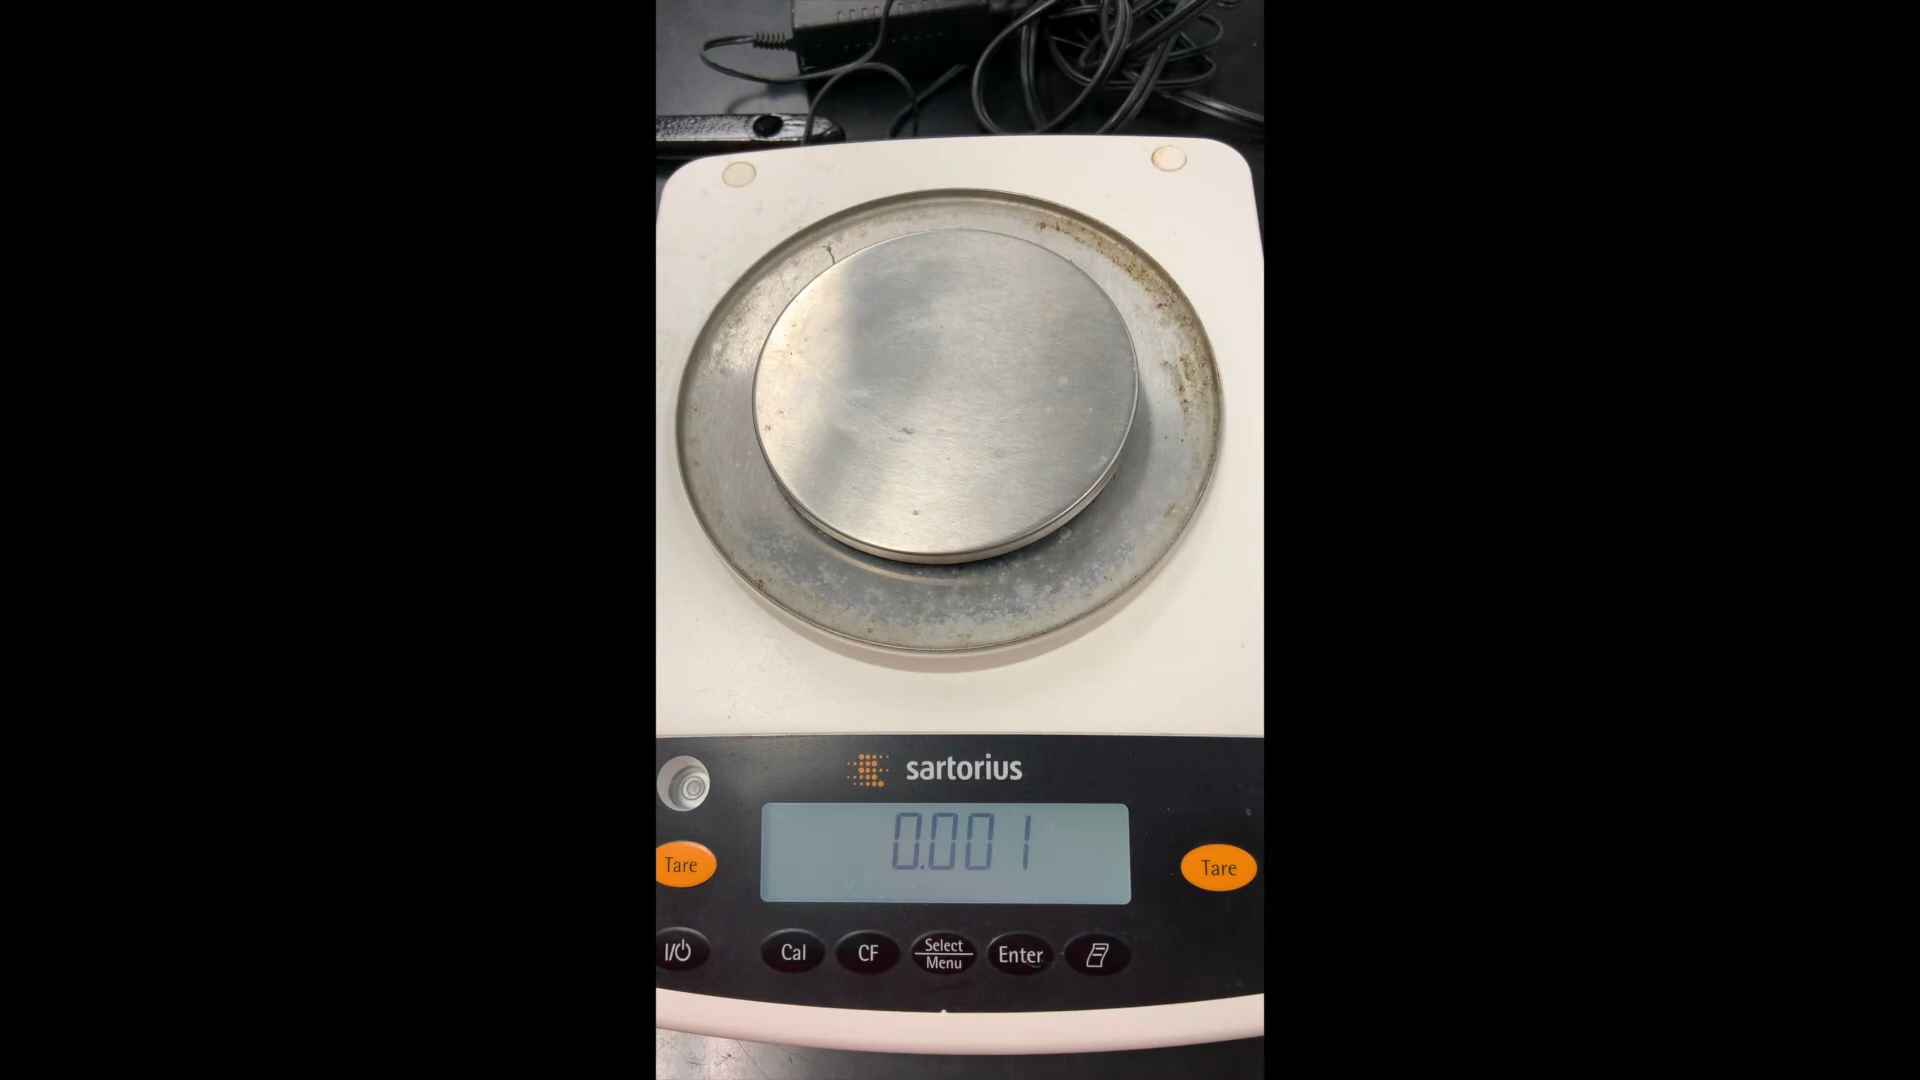 sartorius
0.001
Tare
Tare
I/⏻
Cal
CF
Select
Menu
Enter